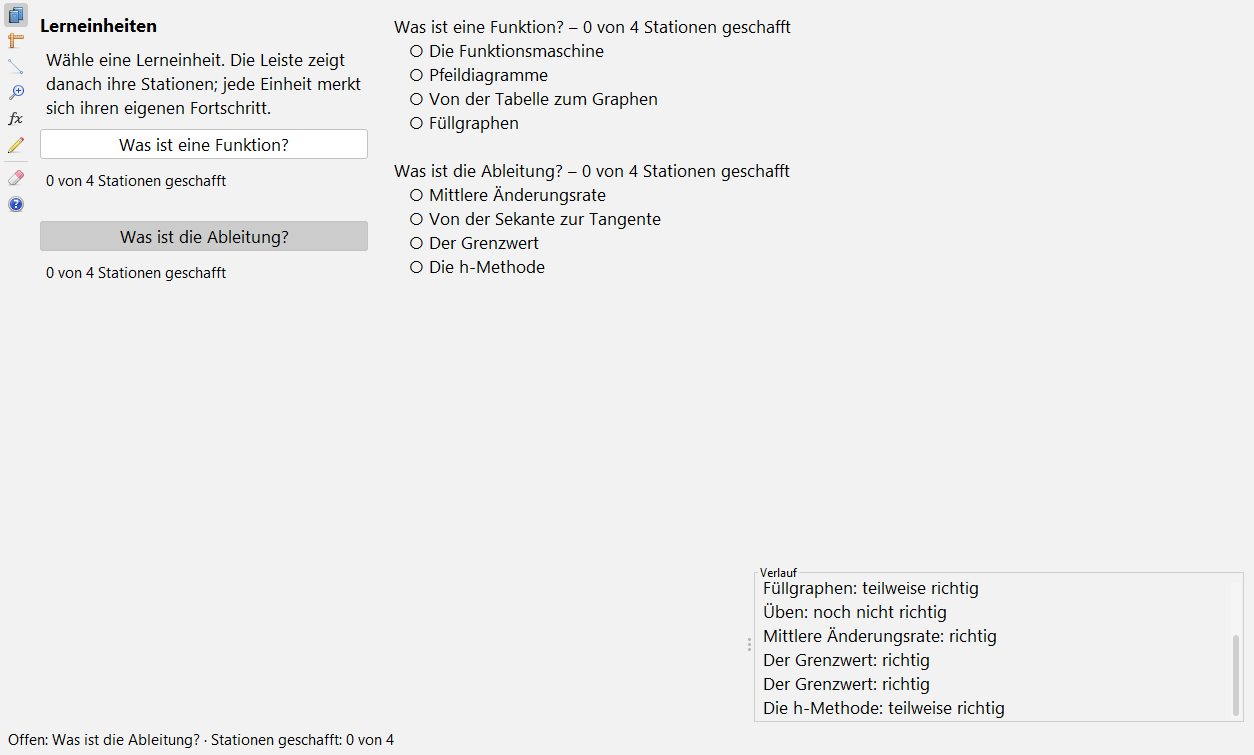 Lerneinheiten
Wähle eine Lerneinheit. Die Leiste zeigt
danach ihre Stationen; jede Einheit merkt
sich ihren eigenen Fortschritt.
Was ist eine Funktion?
0 von 4 Stationen geschafft
Was ist die Ableitung?
0 von 4 Stationen geschafft
fx
Was ist eine Funktion? – 0 von 4 Stationen geschafft
○ Die Funktionsmaschine
○ Pfeildiagramme
○ Von der Tabelle zum Graphen
○ Füllgraphen
Was ist die Ableitung? – 0 von 4 Stationen geschafft
○ Mittlere Änderungsrate
○ Von der Sekante zur Tangente
○ Der Grenzwert
○ Die h-Methode
Verlauf
Füllgraphen: teilweise richtig
Üben: noch nicht richtig
Mittlere Änderungsrate: richtig
Der Grenzwert: richtig
Der Grenzwert: richtig
Die h-Methode: teilweise richtig
Offen: Was ist die Ableitung? · Stationen geschafft: 0 von 4